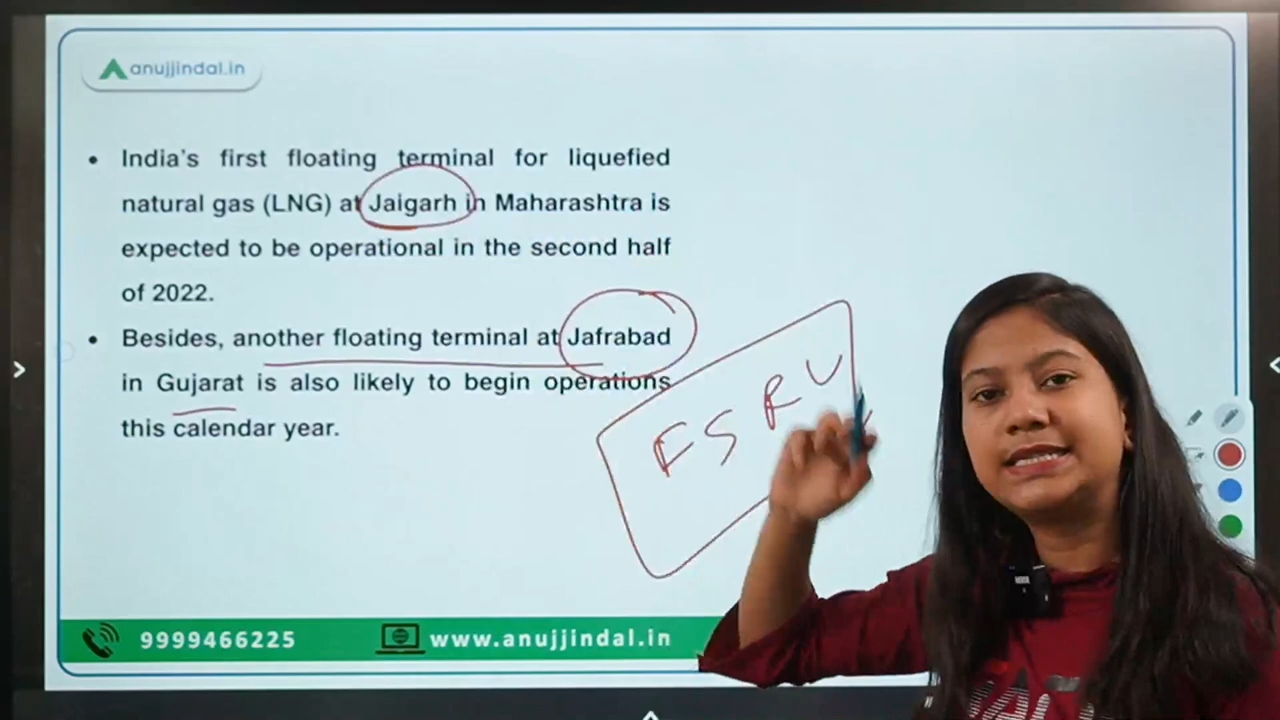 anujjindal.in
• India's first floating terminal for liquefied
natural gas (LNG) at Jaigarh in Maharashtra is
expected to be operational in the second half
of 2022.
• Besides, another floating terminal at Jafrabad
in Gujarat is also likely to begin operations
this calendar year.
FSRU
9999466225
www.anujjindal.in